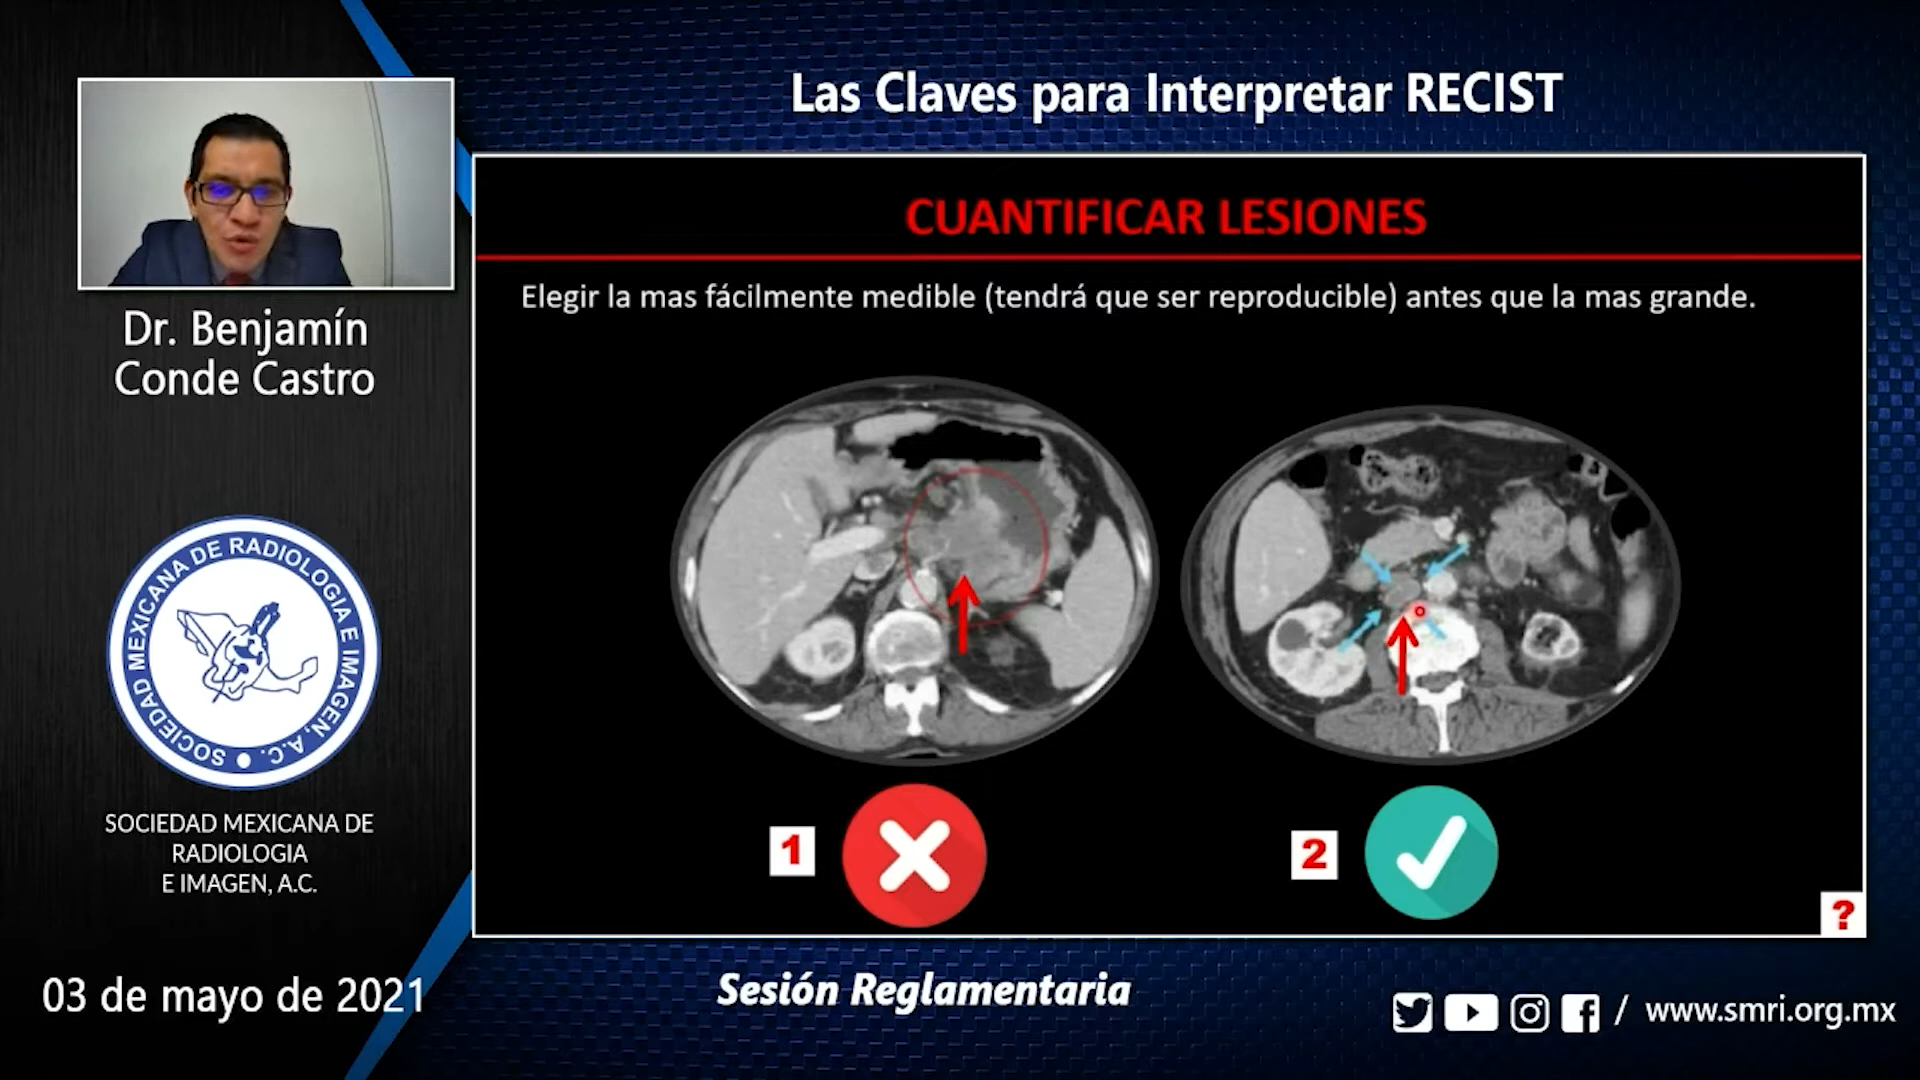 Las Claves para Interpretar RECIST
Dr. Benjamín
Conde Castro
SOCIEDAD MEXICANA DE RADIOLOGIA E IMAGEN, A.C.
SOCIEDAD MEXICANA DE
RADIOLOGIA
E IMAGEN, A.C.
03 de mayo de 2021
CUANTIFICAR LESIONES
Elegir la mas fácilmente medible (tendrá que ser reproducible) antes que la mas grande.
1
2
?
Sesión Reglamentaria
/ www.smri.org.mx